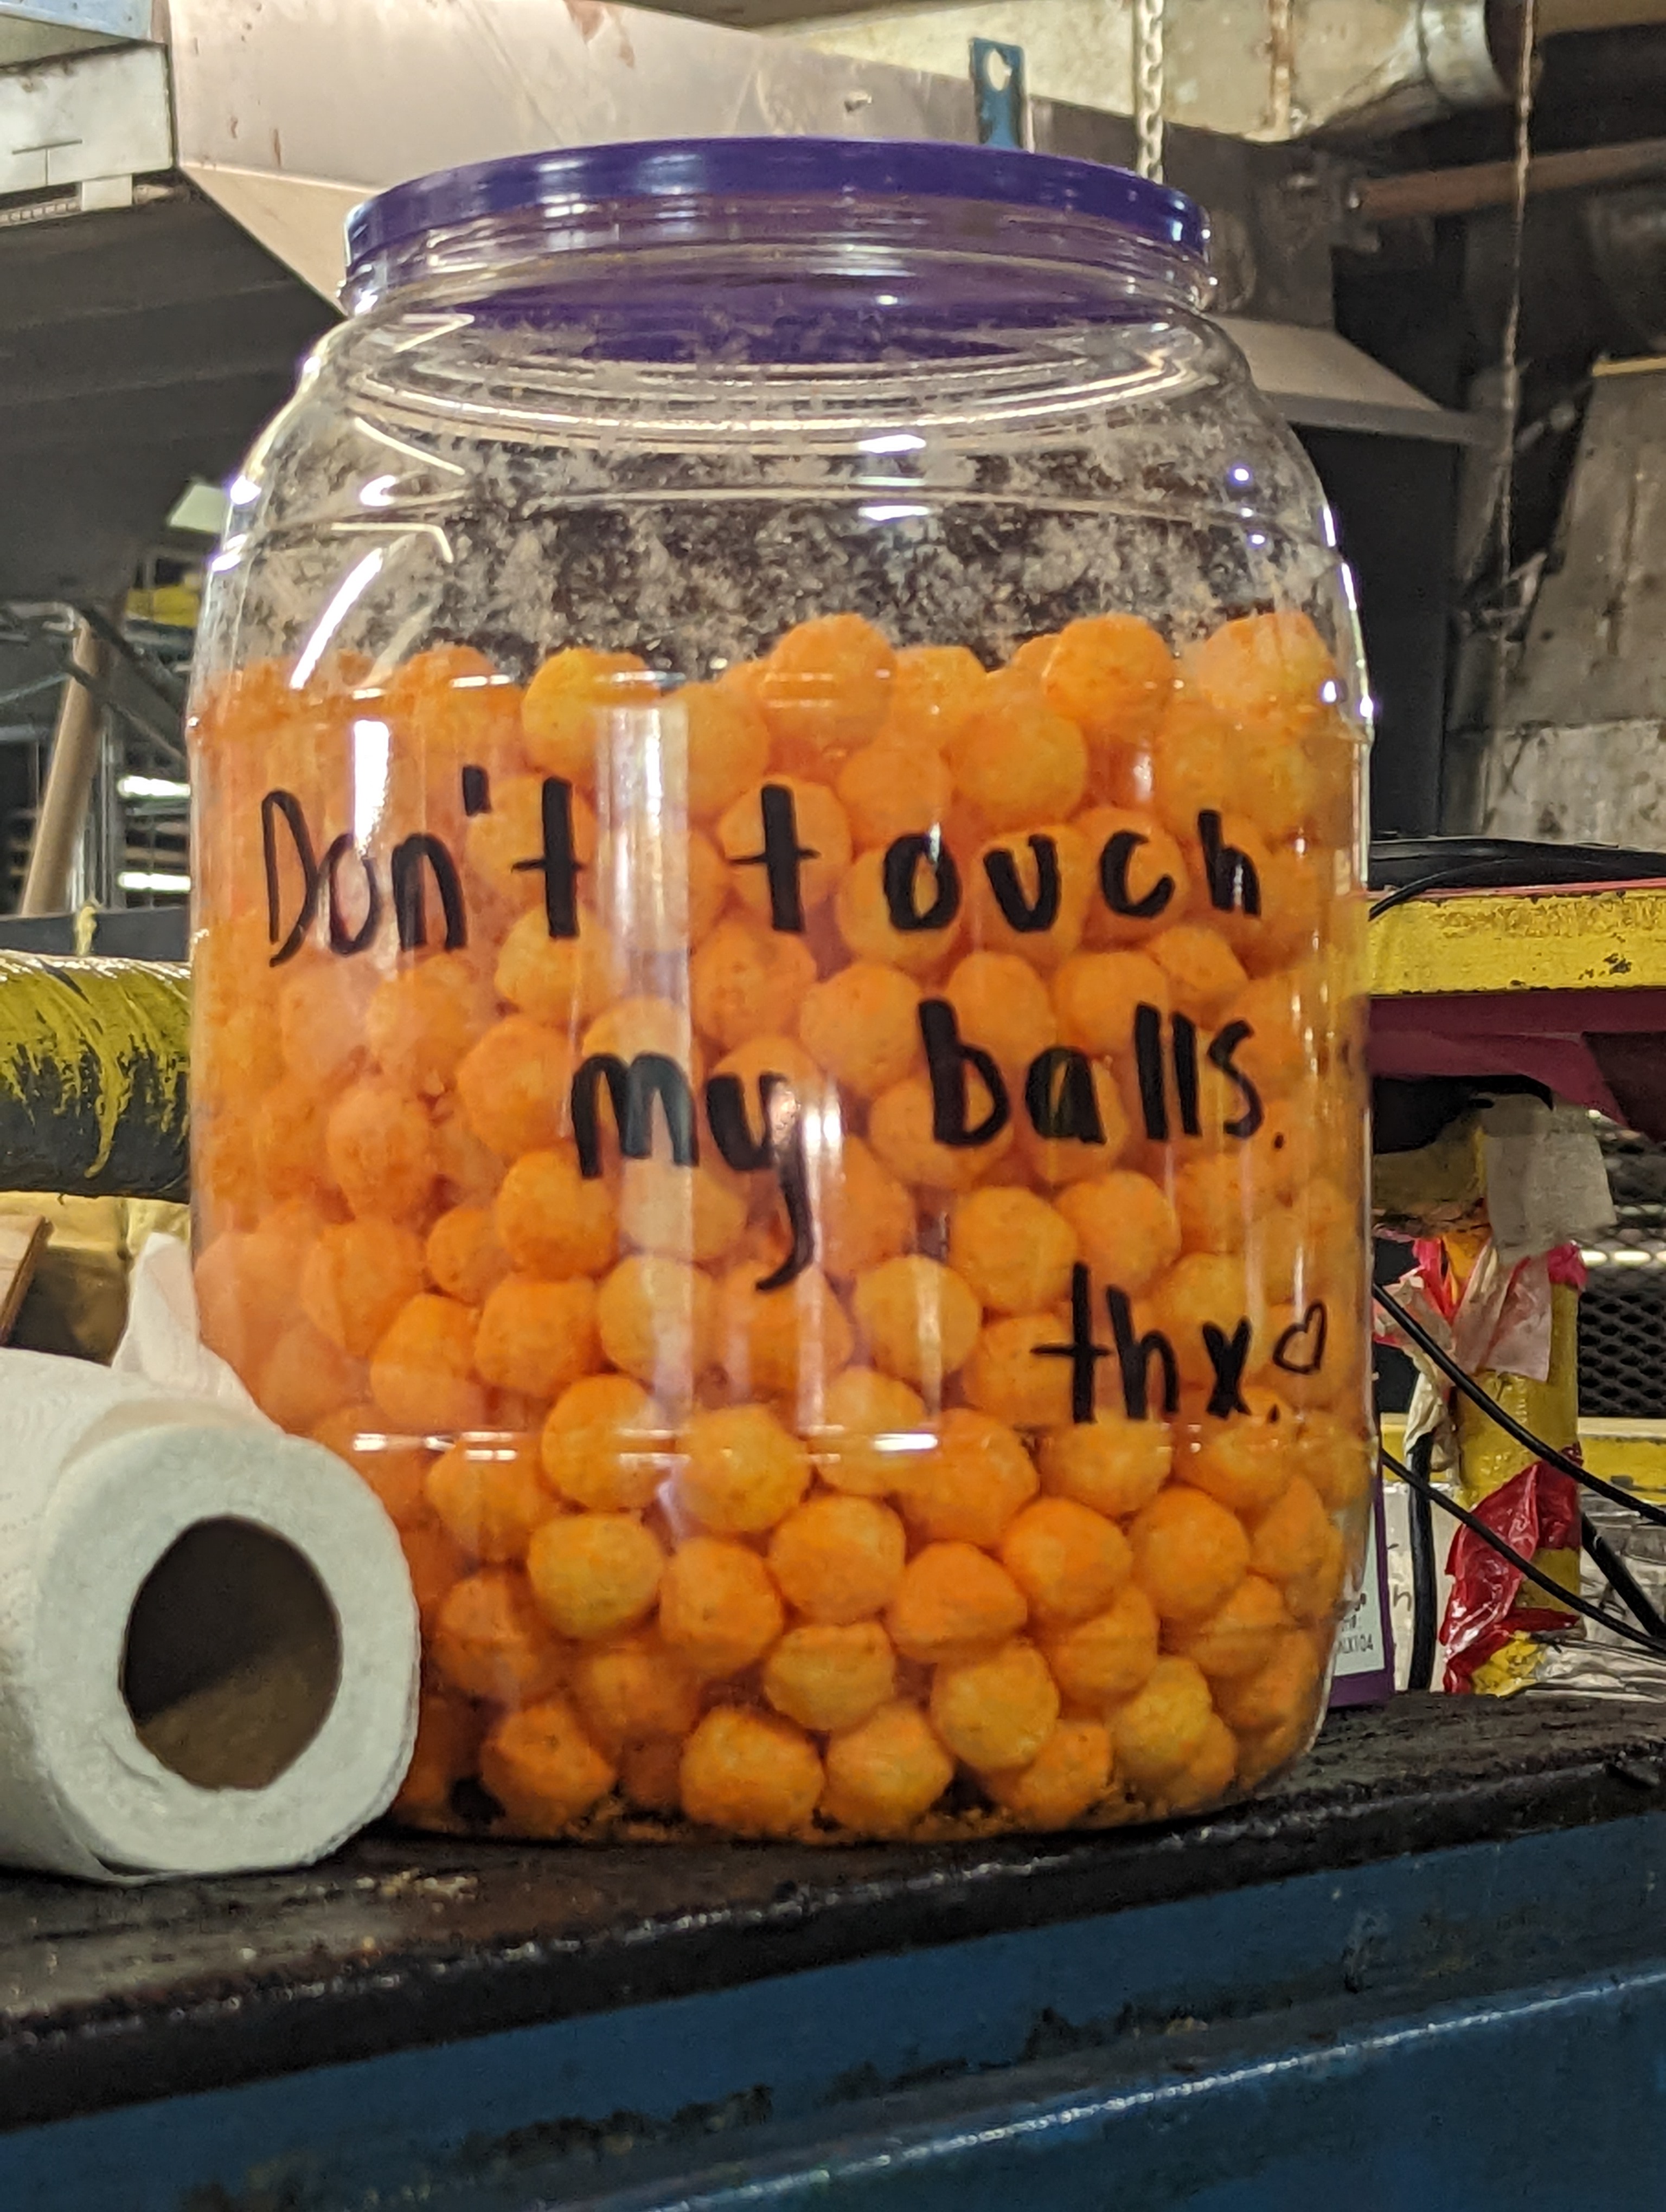 Don't touch
my balls.
thx.♡